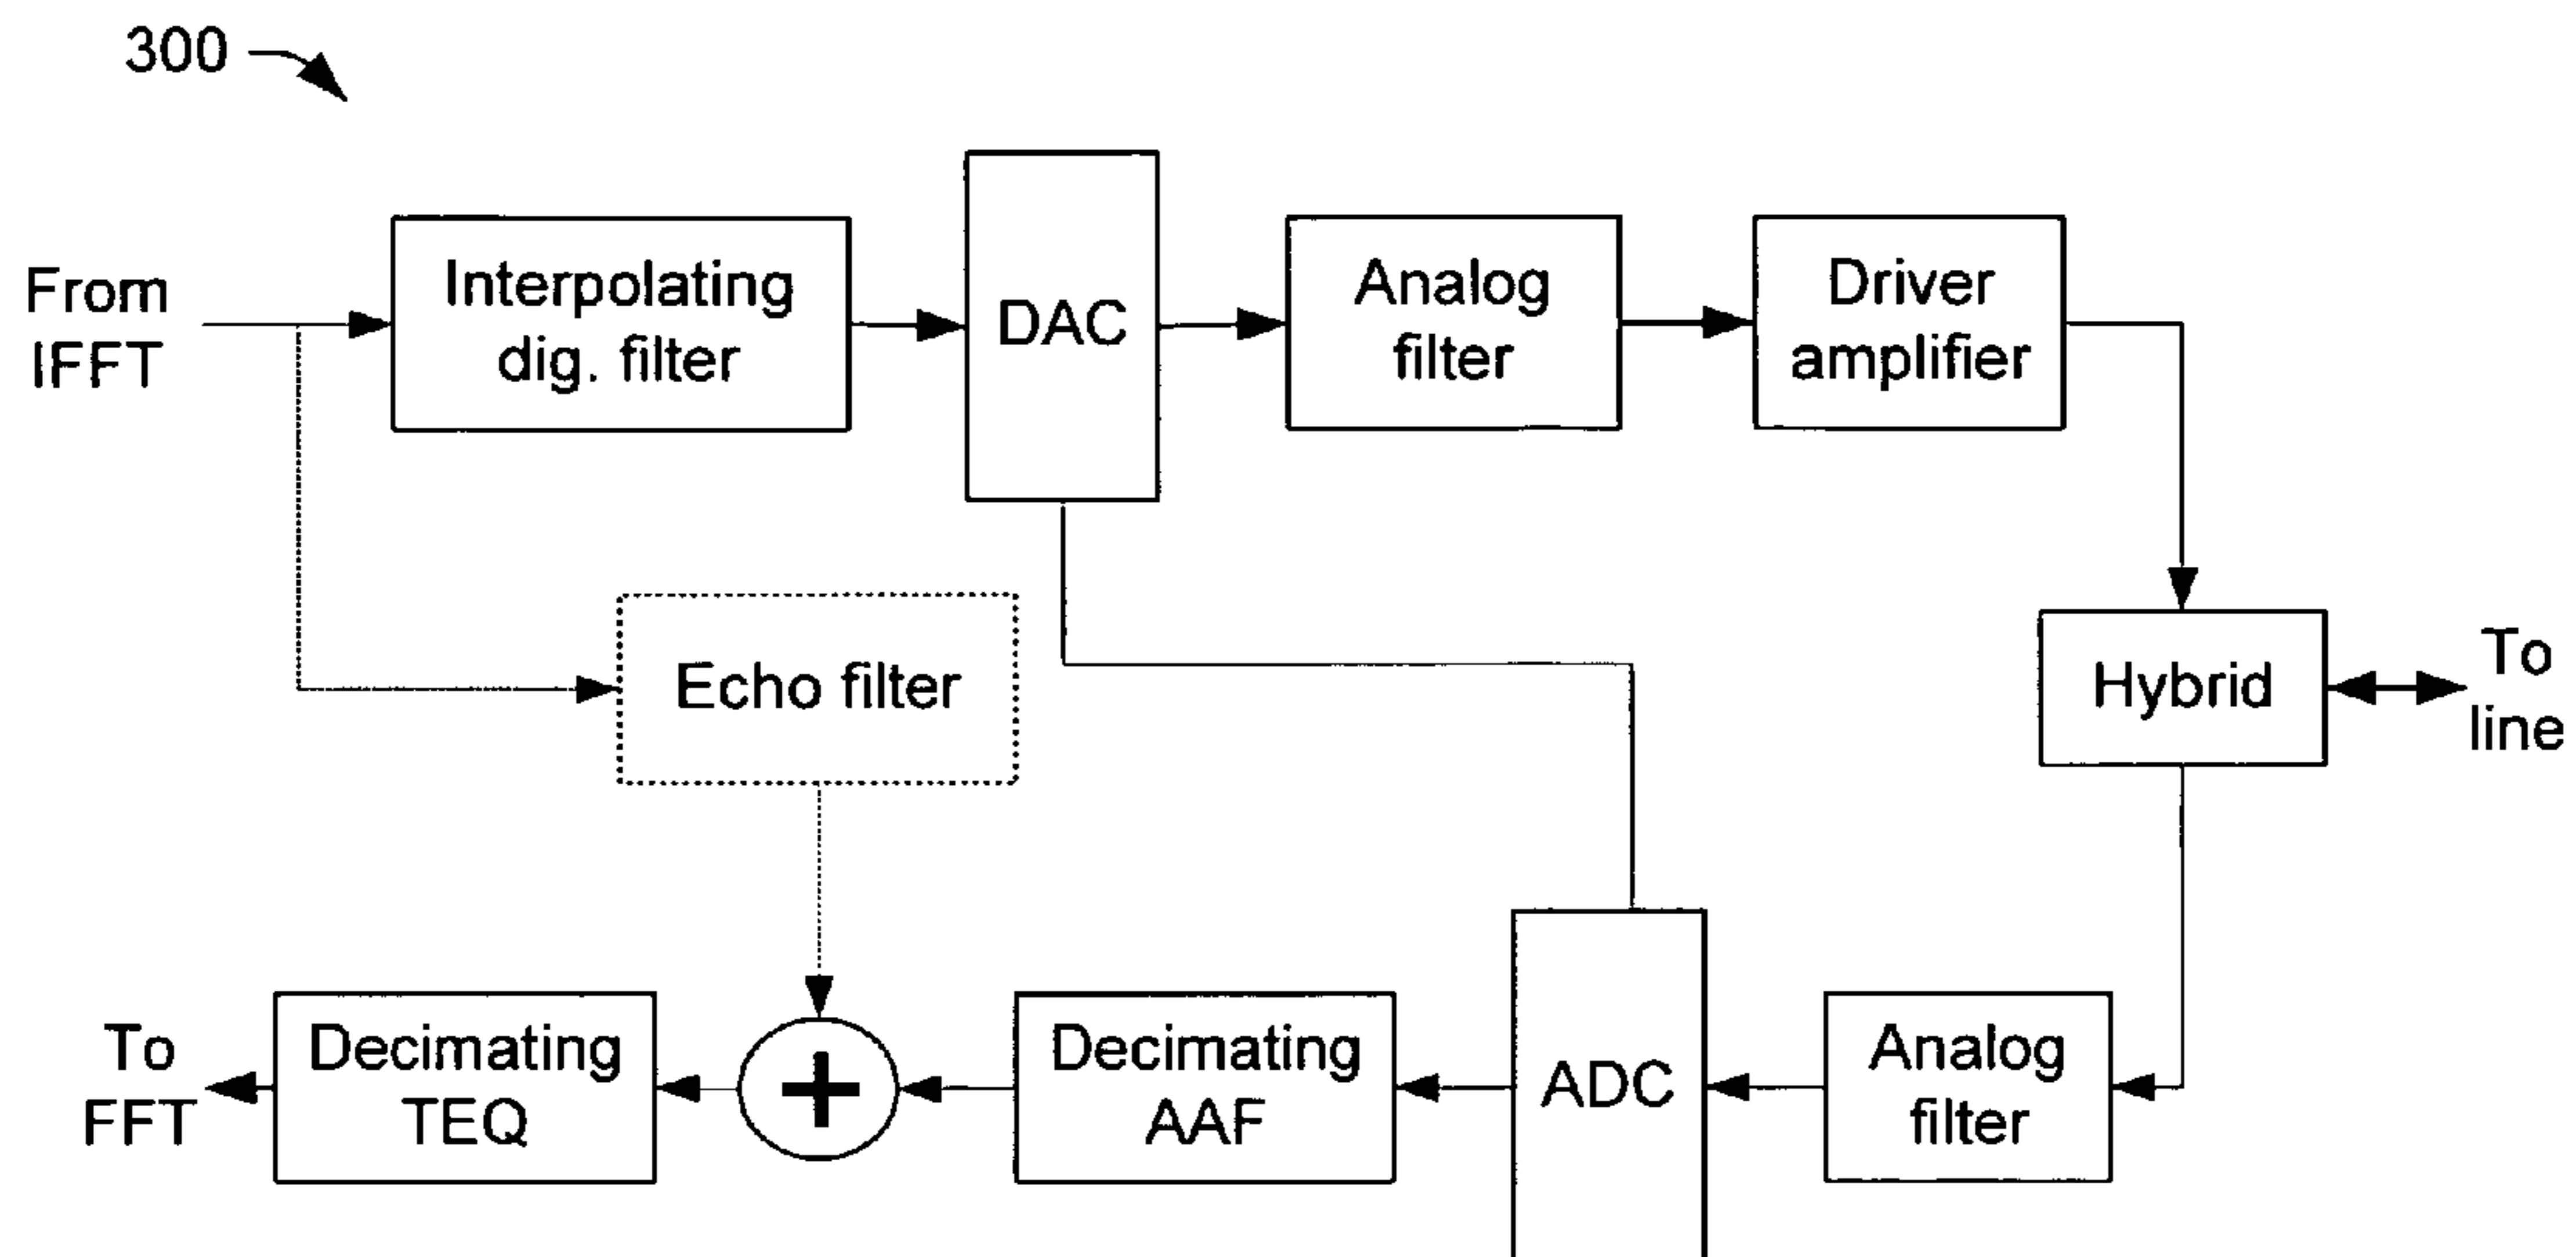 300
From
IFFT
Interpolating
dig. filter
DAC
Analog
filter
Driver
amplifier
Echo filter
Hybrid
To
line
To
FFT
Decimating
TEQ
+
Decimating
AAF
ADC
Analog
filter